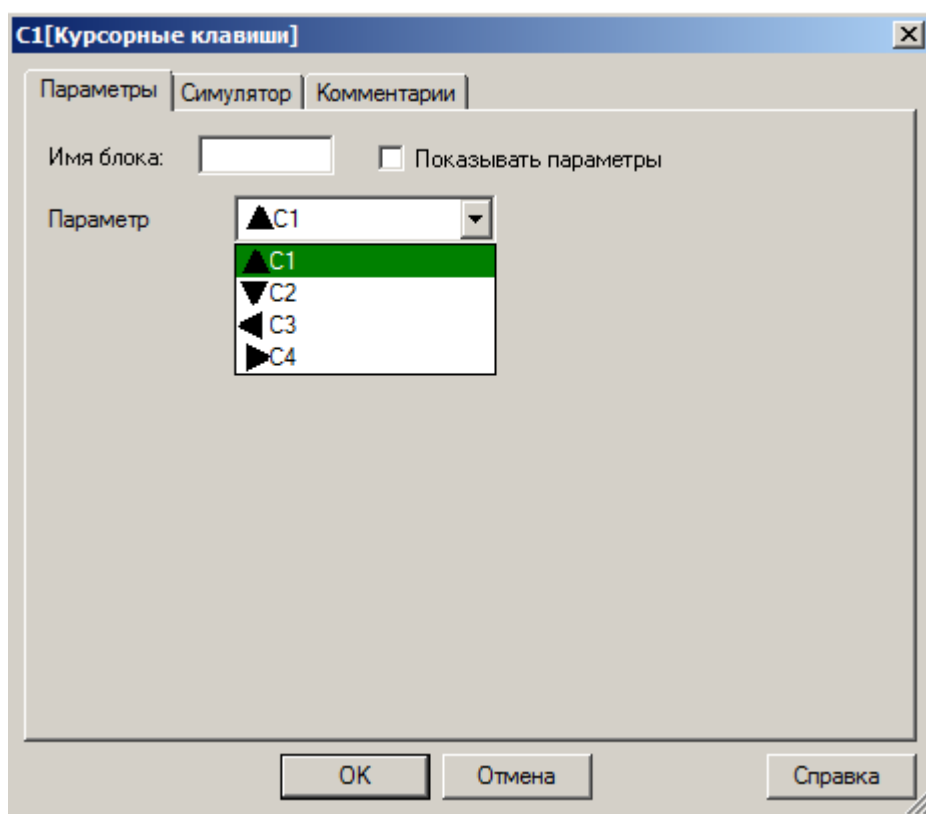 C1[Курсорные клавиши]
Параметры Симулятор Комментарии
Имя блока: Показывать параметры
Параметр ▲C1
▲C1
▼C2
◀C3
▶C4
OK Отмена Справка